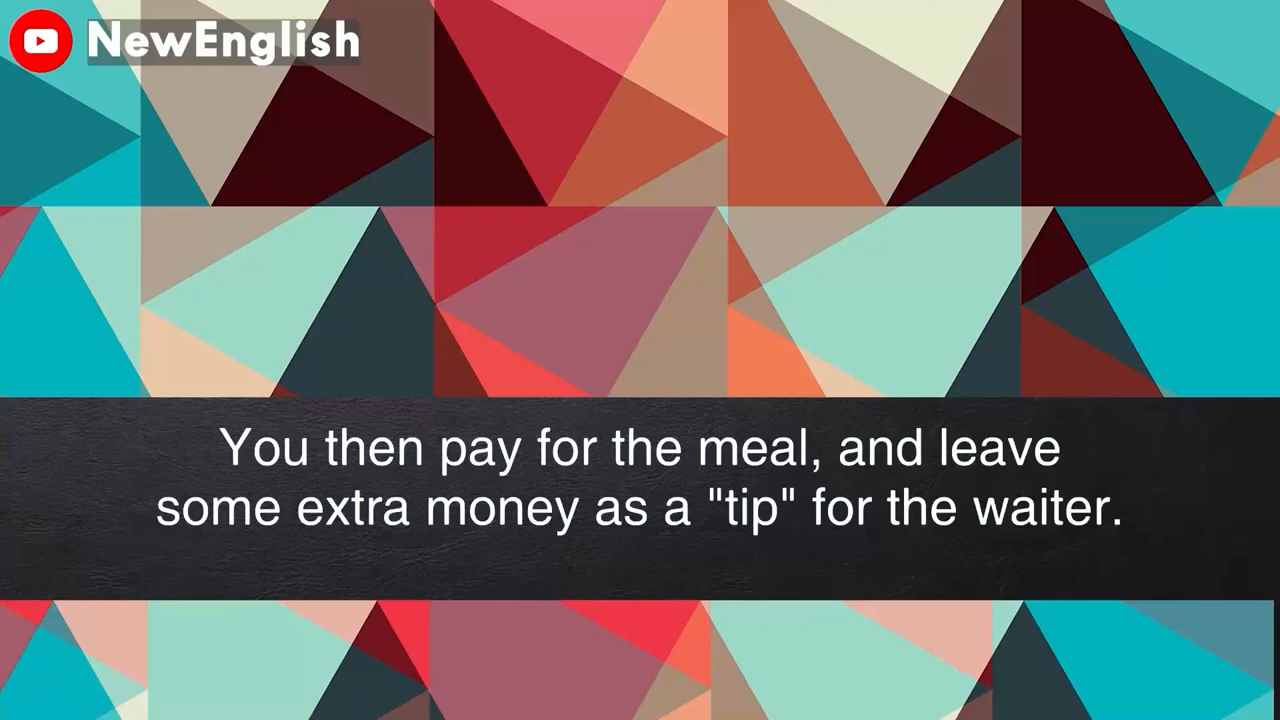 NewEnglish
You then pay for the meal, and leave
some extra money as a "tip" for the waiter.